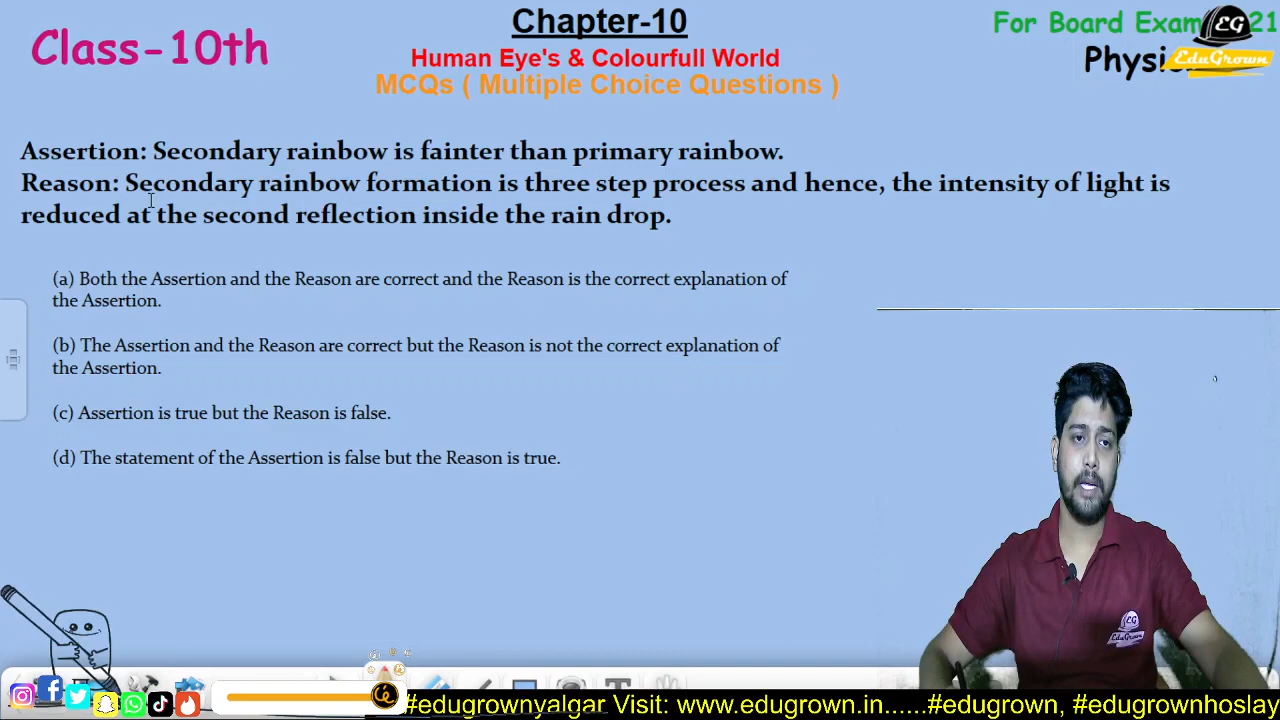 Class-10th
Chapter-10
For Board Exam 21
Human Eye's & Colourfull World
MCQs ( Multiple Choice Questions )
EG
EduGrown
Assertion: Secondary rainbow is fainter than primary rainbow.
Reason: Secondary rainbow formation is three step process and hence, the intensity of light is
reduced at the second reflection inside the rain drop.
(a) Both the Assertion and the Reason are correct and the Reason is the correct explanation of
the Assertion.
(b) The Assertion and the Reason are correct but the Reason is not the correct explanation of
the Assertion.
(c) Assertion is true but the Reason is false.
(d) The statement of the Assertion is false but the Reason is true.
EG
EduGrown
#edugrownyalgar Visit: www.edugrown.in......#edugrown, #edugrownhoslay